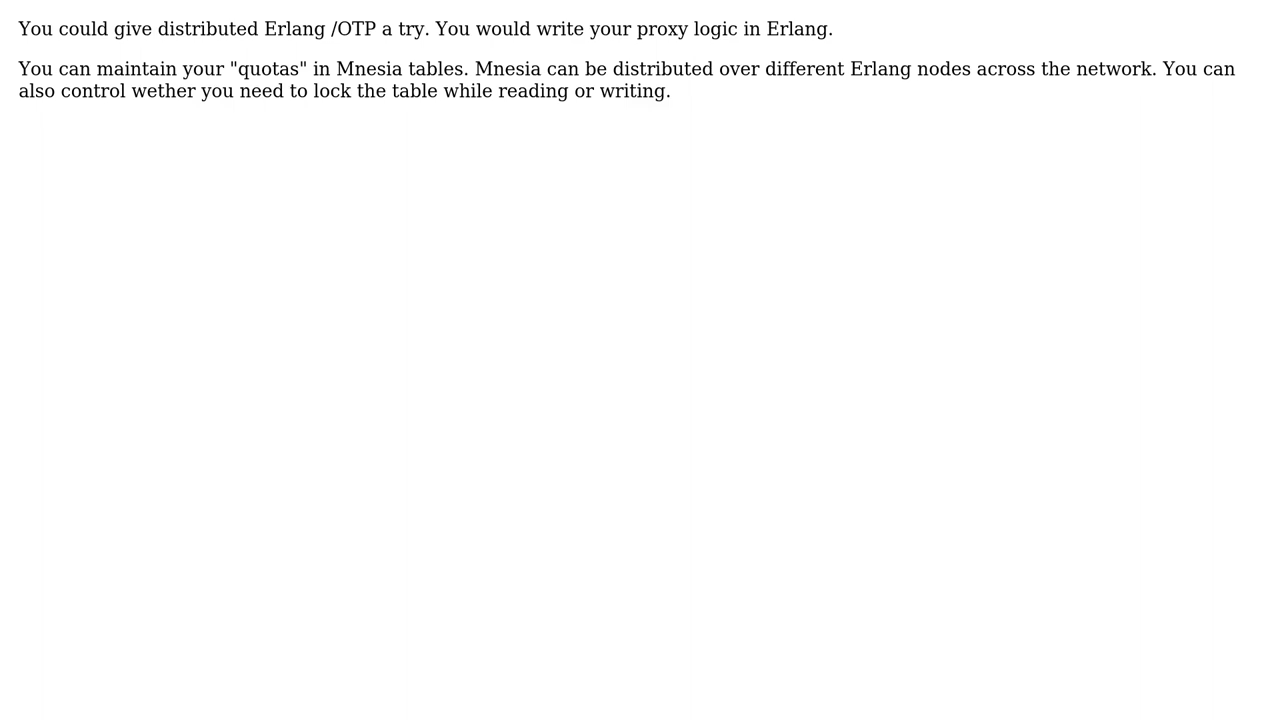 You could give distributed Erlang /OTP a try. You would write your proxy logic in Erlang.
You can maintain your "quotas" in Mnesia tables. Mnesia can be distributed over different Erlang nodes across the network. You can
also control wether you need to lock the table while reading or writing.